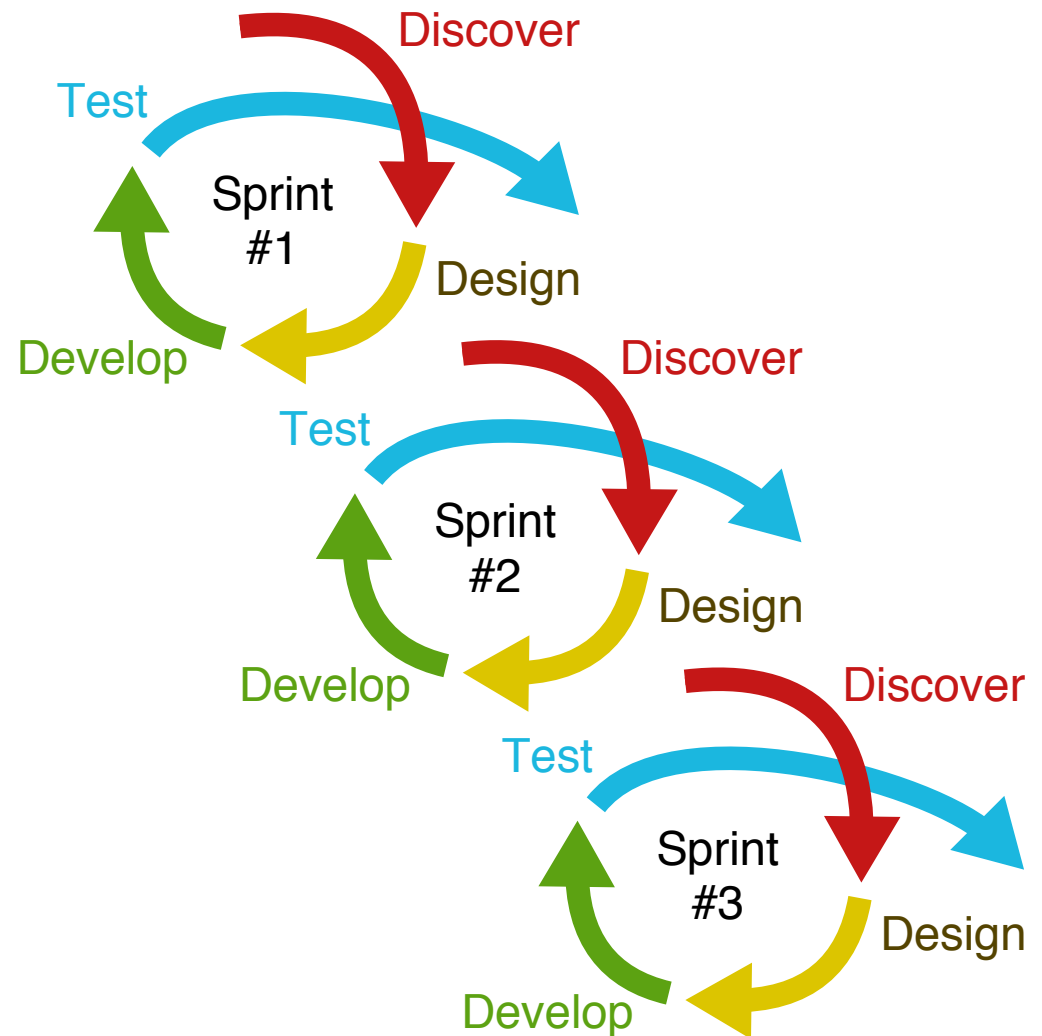 Discover
Test
Sprint
#1
Design
Develop
Discover
Test
Sprint
#2
Design
Develop
Discover
Test
Sprint
#3
Design
Develop